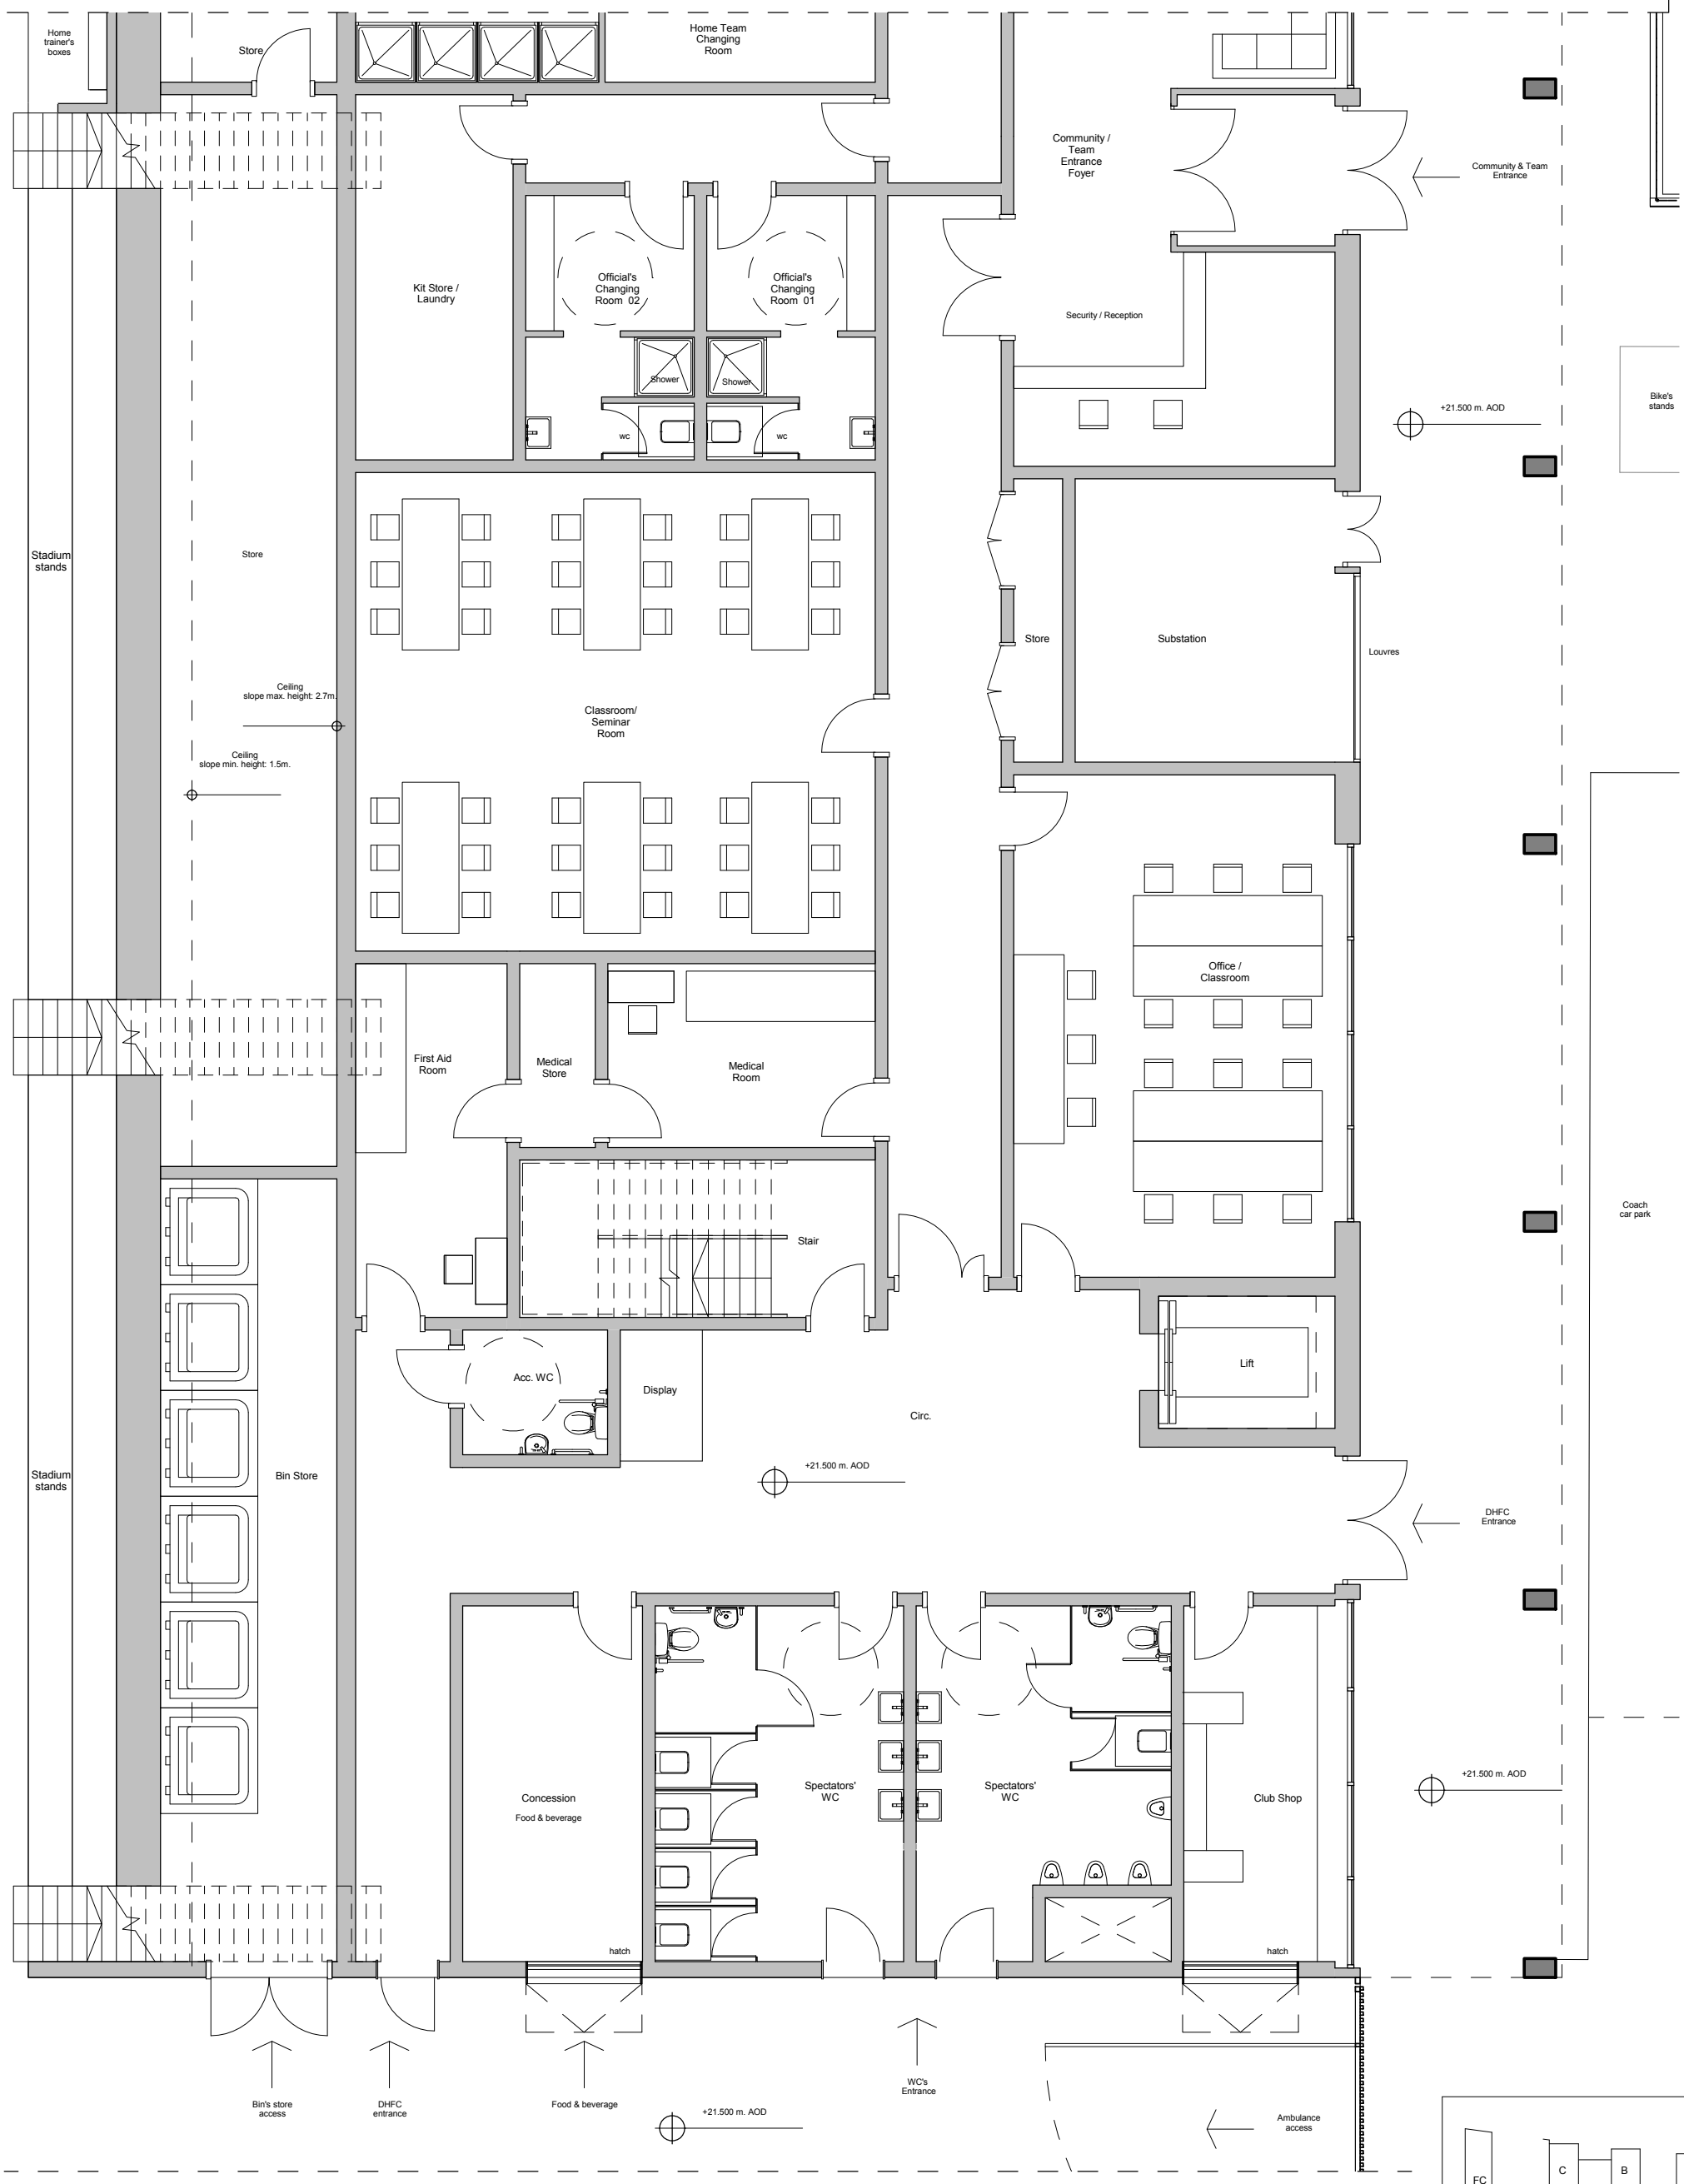 Home
trainer's
boxes
Store
Home Team
Changing
Room
Community /
Team
Entrance
Foyer
Community & Team
Entrance
Kit Store /
Laundry
Official's
Changing
Room 02
Official's
Changing
Room 01
Security / Reception
Shower
Shower
wc
wc
+21.500 m. AOD
Bike's
stands
Stadium
stands
Store
Store
Substation
Louvres
Ceiling
slope max. height: 2.7m.
Ceiling
slope min. height: 1.5m.
Classroom/
Seminar
Room
Office /
Classroom
First Aid
Room
Medical
Store
Medical
Room
Stair
Coach
car park
Acc. WC
Display
Lift
Circ.
Stadium
stands
Bin Store
+21.500 m. AOD
DHFC
Entrance
Concession
Food & beverage
Spectators'
WC
Spectators'
WC
Club Shop
+21.500 m. AOD
hatch
hatch
Bin's store
access
DHFC
entrance
Food & beverage
WC's
Entrance
+21.500 m. AOD
Ambulance
access
FC
C
B